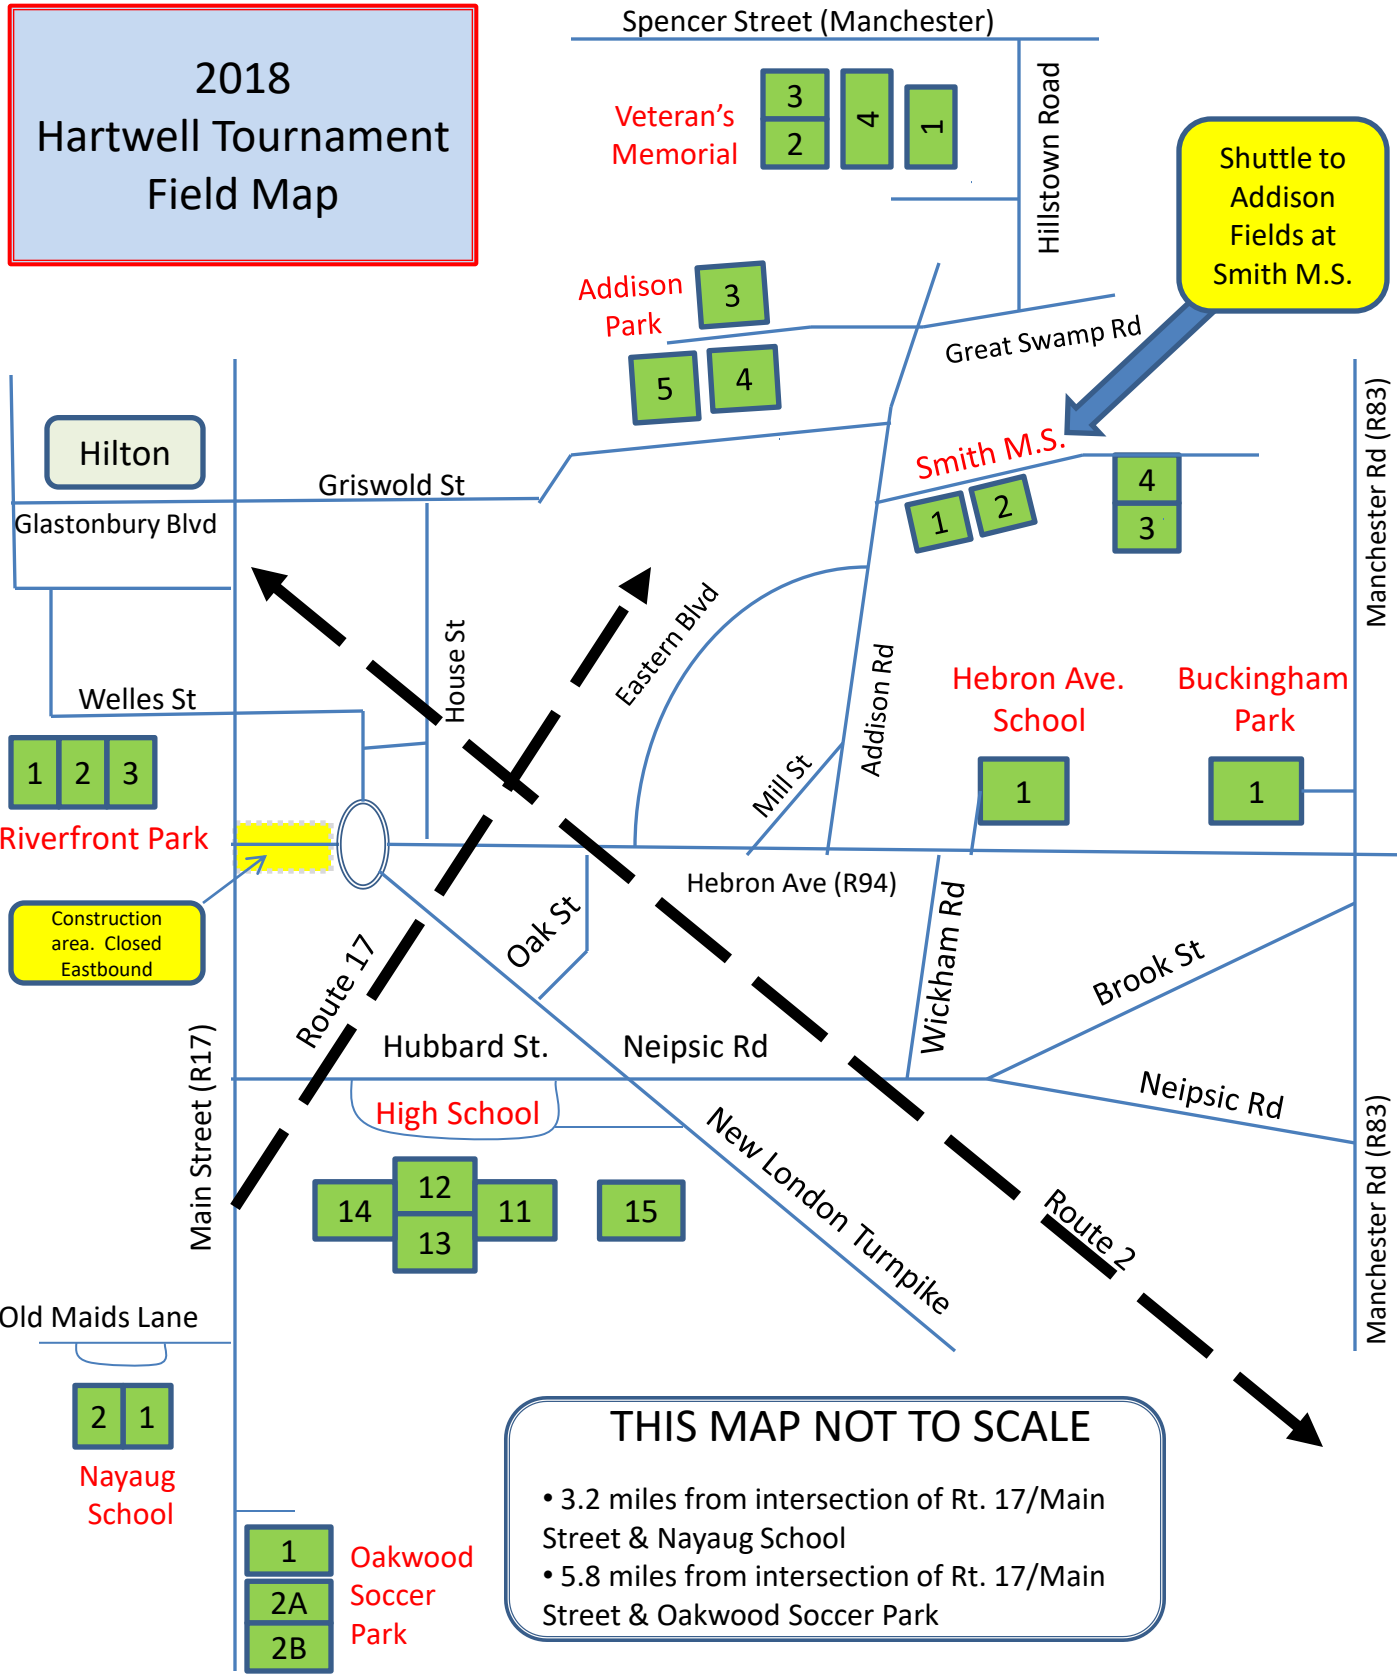 2018
Hartwell Tournament
Field Map
Spencer Street (Manchester)
Veteran's
Memorial
3
2
4
1
Hillstown Road
Shuttle to
Addison
Fields at
Smith M.S.
Addison
Park
3
5
4
Great Swamp Rd
Hilton
Griswold St
Glastonbury Blvd
Smith M.S.
1
2
4
3
Manchester Rd (R83)
House St
Eastern Blvd
Addison Rd
Mill St
Welles St
Hebron Ave.
School
1
Buckingham
Park
1
1
2
3
Riverfront Park
Construction
area.  Closed
Eastbound
Hebron Ave (R94)
Oak St
Wickham Rd
Brook St
Route 17
Main Street (R17)
Hubbard St.
Neipsic Rd
Neipsic Rd
High School
14
12
13
11
15
New London Turnpike
Route 2
Manchester Rd (R83)
Old Maids Lane
2
1
Nayaug
School
1
2A
2B
Oakwood
Soccer
Park
THIS MAP NOT TO SCALE
• 3.2 miles from intersection of Rt. 17/Main
Street & Nayaug School
• 5.8 miles from intersection of Rt. 17/Main
Street & Oakwood Soccer Park